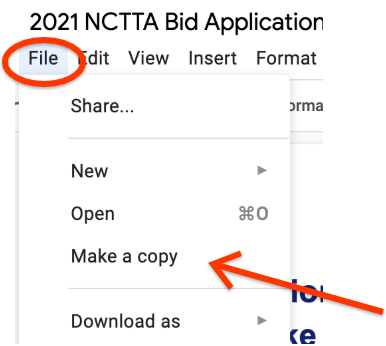 2021 NCTTA Bid Application
File Edit View Insert Format
Share...
New
Open ⌘O
Make a copy
Download as